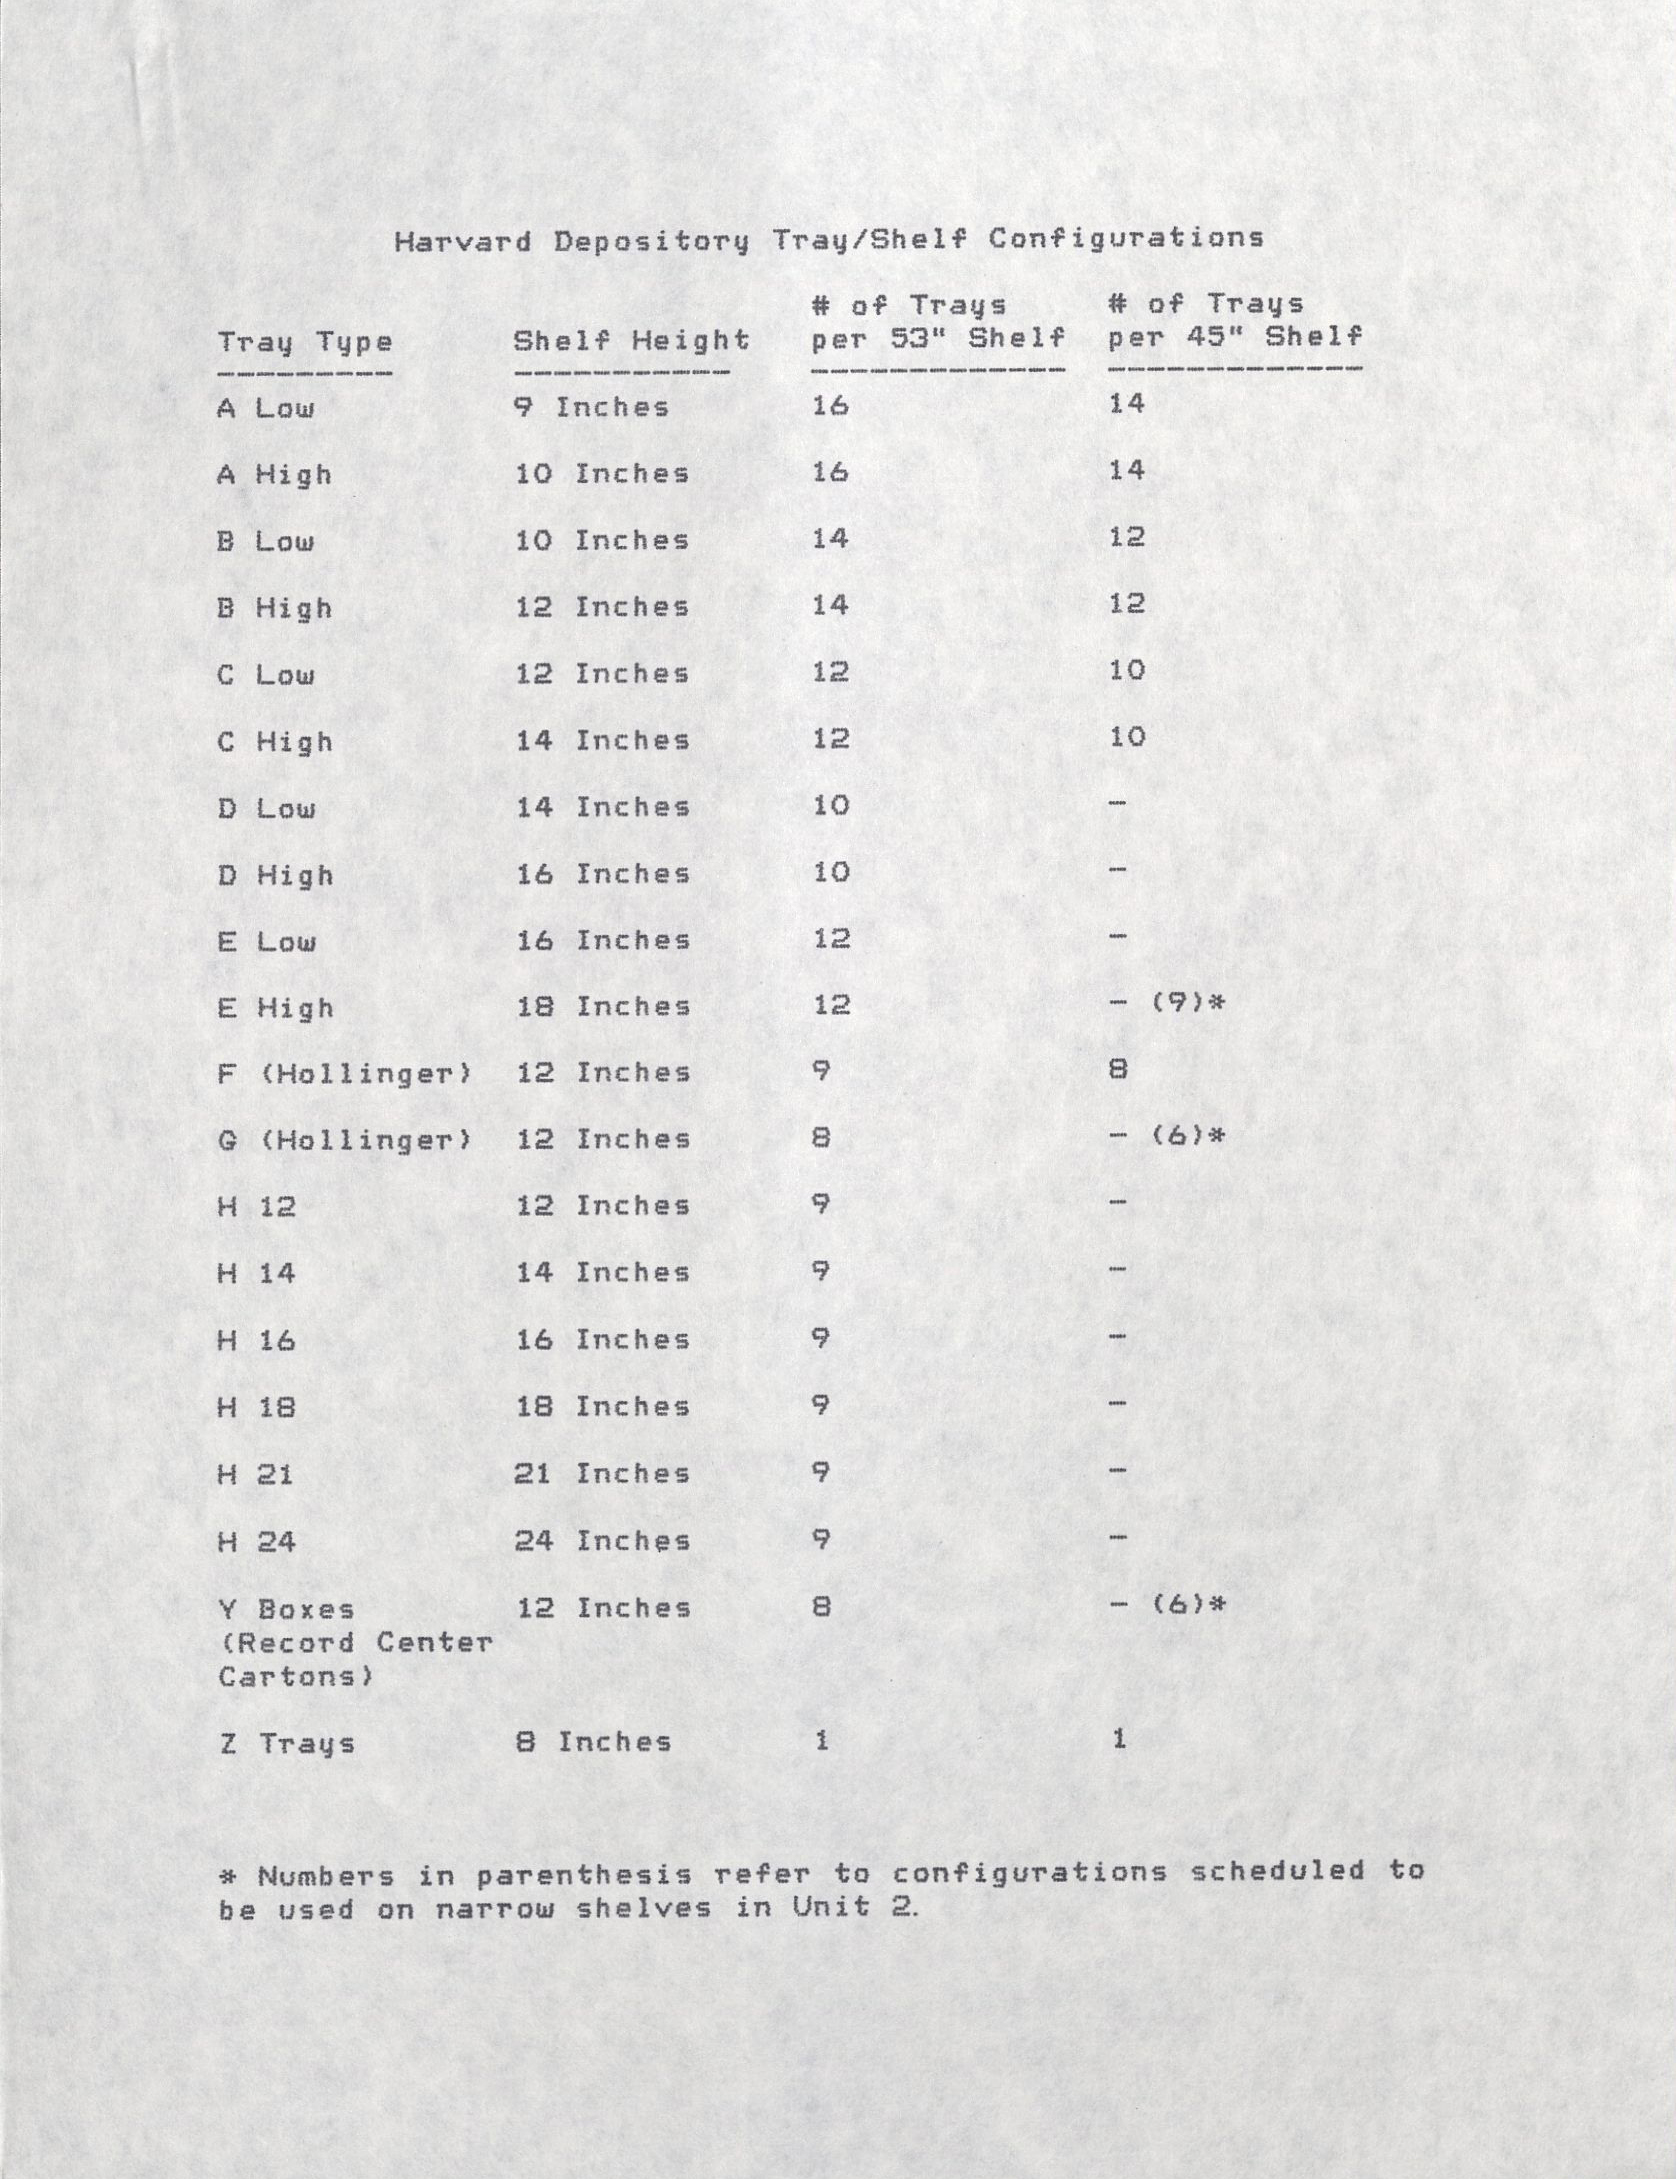 Harvard Depository Tray/Shelf Configurations
# of Trays # of Trays
Tray Type Shelf Height per 53" Shelf per 45" Shelf
--------- ----------- ------------- -------------
A Low 9 Inches 16 14
A High 10 Inches 16 14
B Low 10 Inches 14 12
B High 12 Inches 14 12
C Low 12 Inches 12 10
C High 14 Inches 12 10
D Low 14 Inches 10 -
D High 16 Inches 10 -
E Low 16 Inches 12 -
E High 18 Inches 12 - (9)*
F (Hollinger) 12 Inches 9 8
G (Hollinger) 12 Inches 8 - (6)*
H 12 12 Inches 9 -
H 14 14 Inches 9 -
H 16 16 Inches 9 -
H 18 18 Inches 9 -
H 21 21 Inches 9 -
H 24 24 Inches 9 -
Y Boxes 12 Inches 8 - (6)*
(Record Center
Cartons)
Z Trays 8 Inches 1 1
* Numbers in parenthesis refer to configurations scheduled to
be used on narrow shelves in Unit 2.